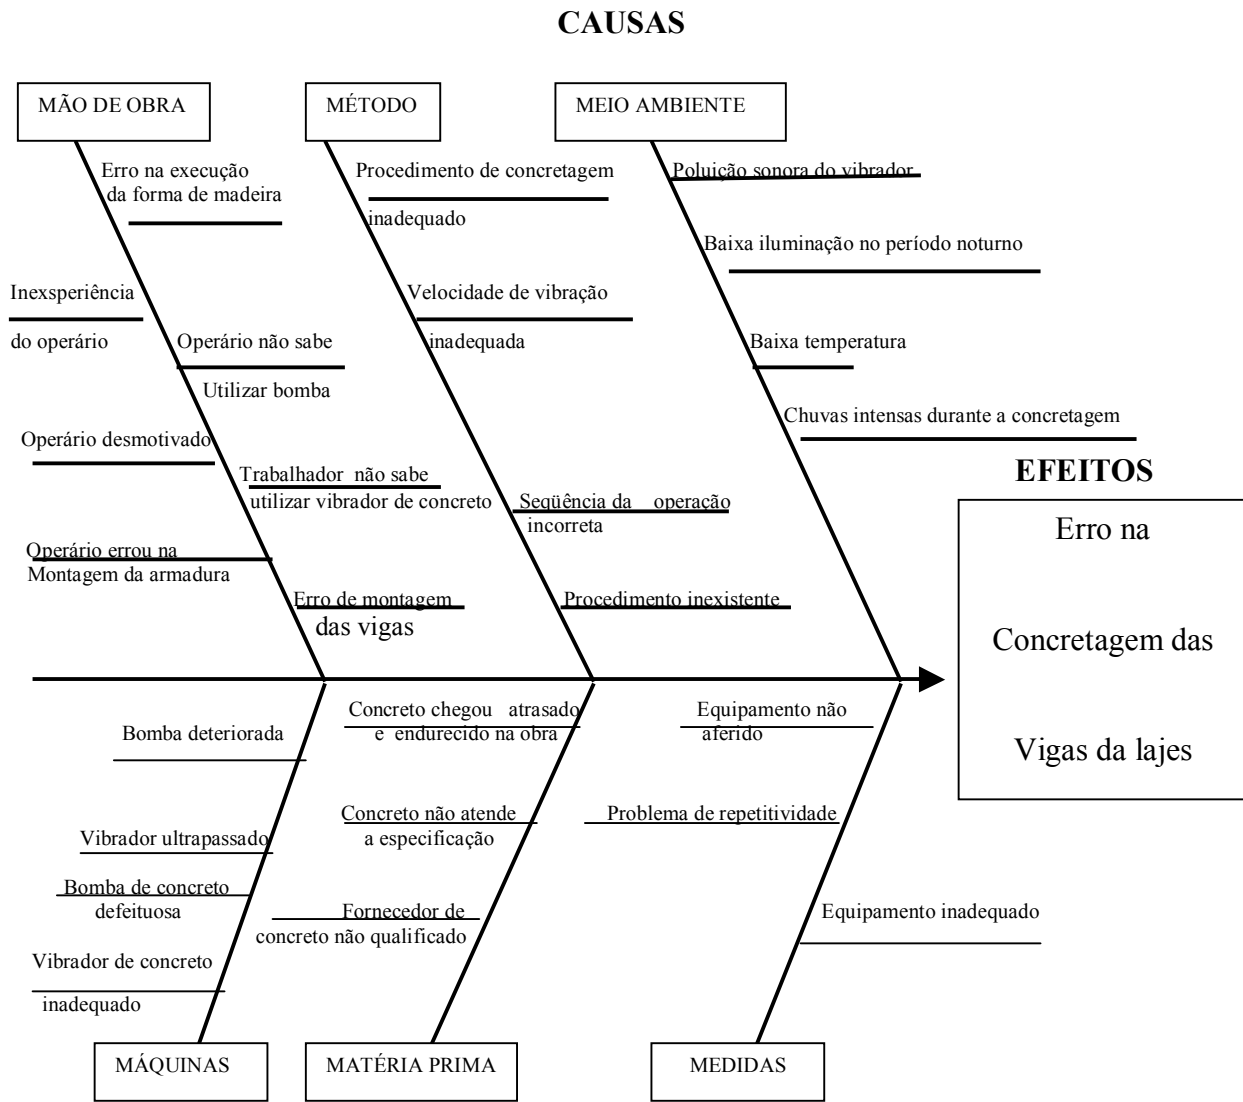 CAUSAS
MÃO DE OBRA
MÉTODO
MEIO AMBIENTE
Erro na execução
da forma de madeira
Inexsperiência
do operário
Operário não sabe
Utilizar bomba
Operário desmotivado
Trabalhador não sabe
utilizar vibrador de concreto
Operário errou na
Montagem da armadura
Erro de montagem
das vigas
Procedimento de concretagem
inadequado
Velocidade de vibração
inadequada
Seqüência da operação
incorreta
Procedimento inexistente
Poluição sonora do vibrador
Baixa iluminação no período noturno
Baixa temperatura
Chuvas intensas durante a concretagem
EFEITOS
Erro na
Concretagem das
Vigas da lajes
Bomba deteriorada
Vibrador ultrapassado
Bomba de concreto
defeituosa
Vibrador de concreto
inadequado
Concreto chegou atrasado
e endurecido na obra
Concreto não atende
a especificação
Fornecedor de
concreto não qualificado
Equipamento não
aferido
Problema de repetitividade
Equipamento inadequado
MÁQUINAS
MATÉRIA PRIMA
MEDIDAS